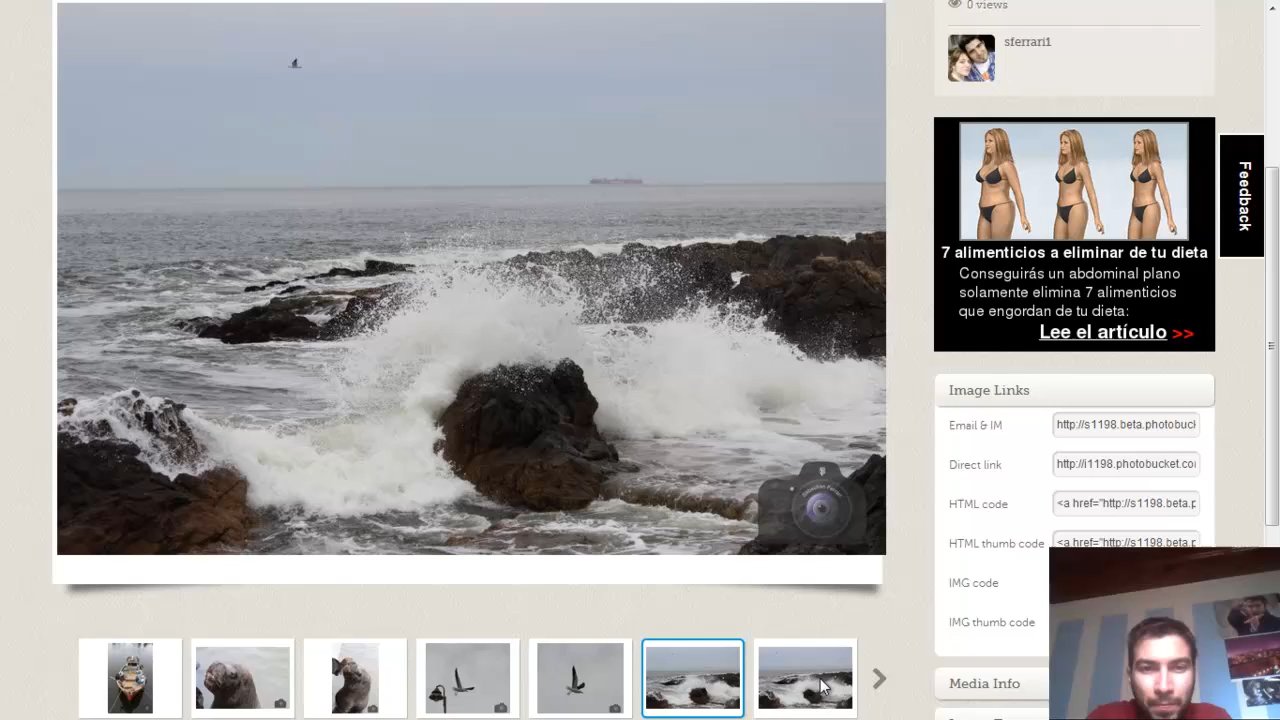 0 views
sferrari1
Feedback
7 alimenticios a eliminar de tu dieta
Conseguirás un abdominal plano
solamente elimina 7 alimenticios
que engordan de tu dieta:
Lee el artículo >>
Image Links
Email & IM
http://s1198.beta.photobuck
Direct link
http://i1198.photobucket.co
HTML code
<a href="http://s1198.beta.p
HTML thumb code
<a href="http://s1198.beta.p
IMG code
IMG thumb code
Media Info